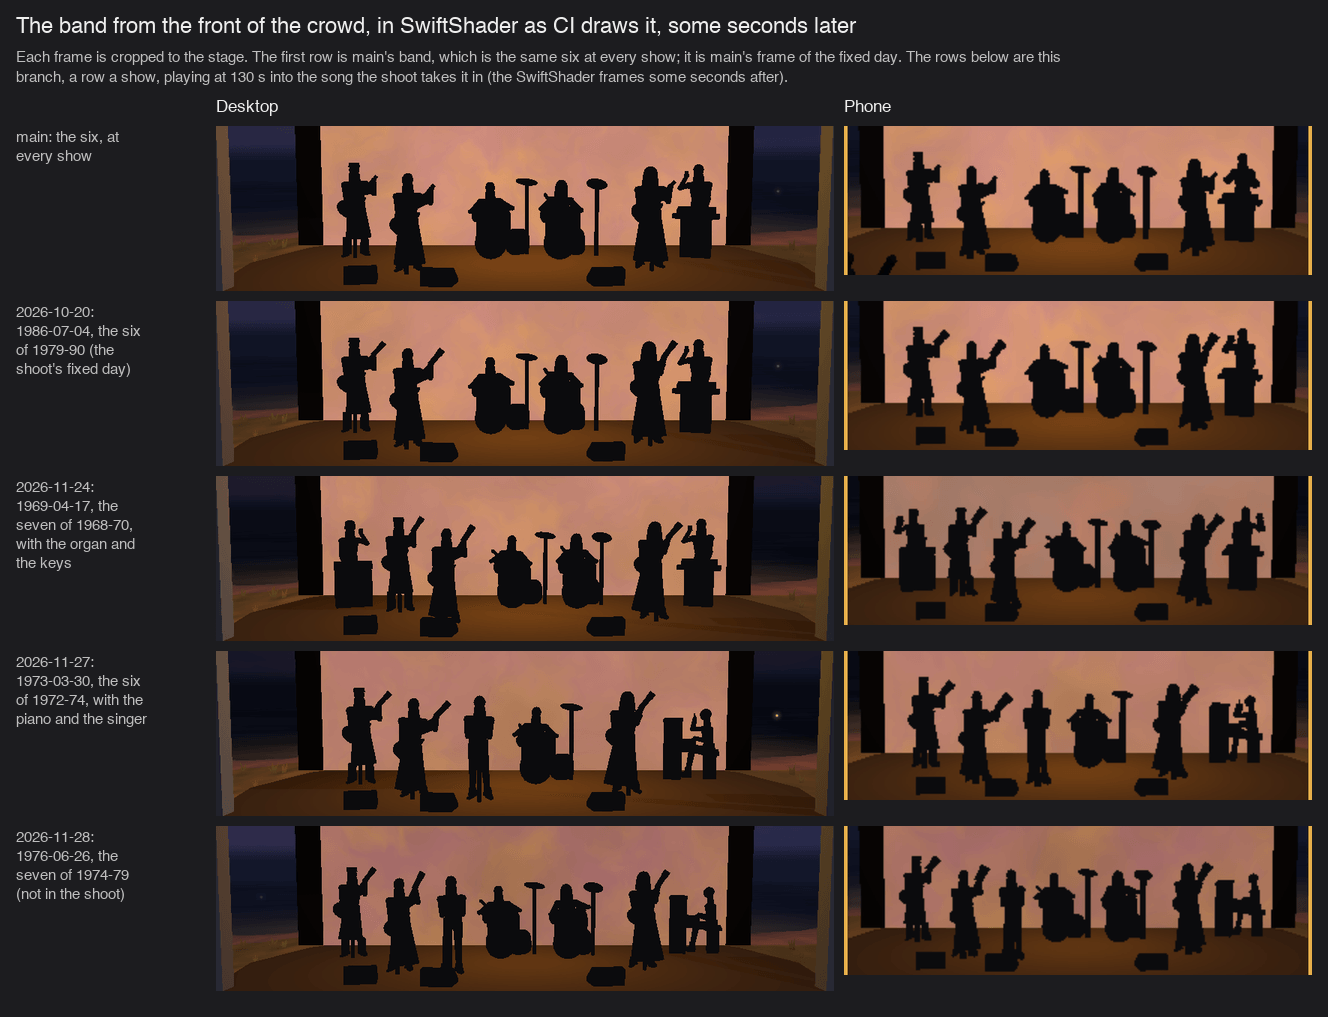 The band from the front of the crowd, in SwiftShader as CI draws it, some seconds later
Each frame is cropped to the stage. The first row is main's band, which is the same six at every show; it is main's frame of the fixed day. The rows below are this
branch, a row a show, playing at 130 s into the song the shoot takes it in (the SwiftShader frames some seconds after).
Desktop
Phone
main: the six, at
every show
2026-10-20:
1986-07-04, the six
of 1979-90 (the
shoot's fixed day)
2026-11-24:
1969-04-17, the
seven of 1968-70,
with the organ and
the keys
2026-11-27:
1973-03-30, the six
of 1972-74, with the
piano and the singer
2026-11-28:
1976-06-26, the
seven of 1974-79
(not in the shoot)